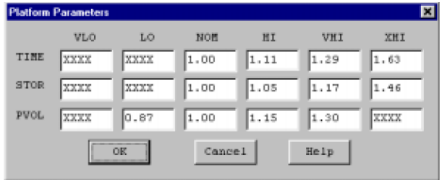 Platform Parameters
VLO LO NOM HI VHI XHI
TIME XXXX XXXX 1.00 1.11 1.29 1.63
STOR XXXX XXXX 1.00 1.05 1.17 1.46
PVOL XXXX 0.87 1.00 1.15 1.30 XXXX
OK Cancel Help